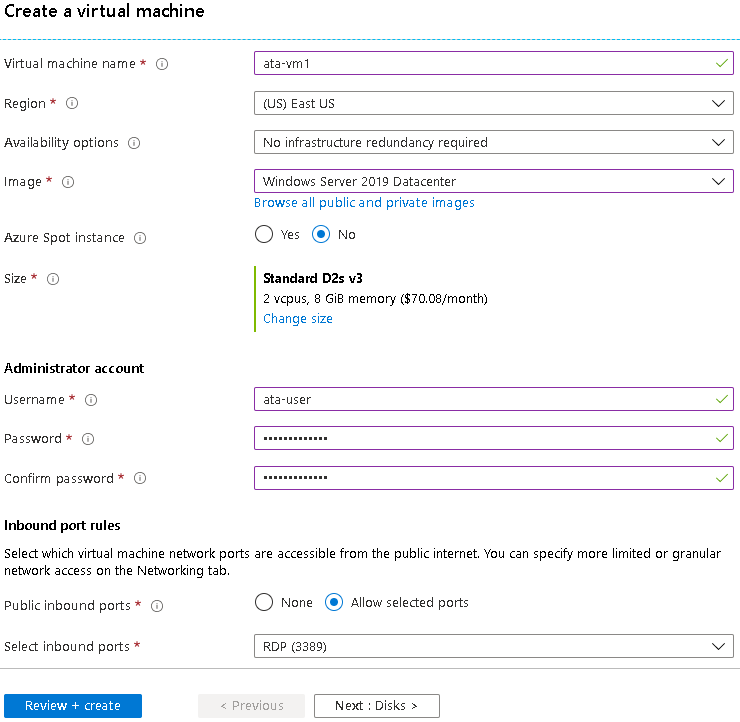 Create a virtual machine
Virtual machine name * ata-vm1
Region * (US) East US
Availability options No infrastructure redundancy required
Image * Windows Server 2019 Datacenter
Browse all public and private images
Azure Spot instance Yes No
Size * Standard D2s v3
2 vcpus, 8 GiB memory ($70.08/month)
Change size
Administrator account
Username * ata-user
Password * •••••••••••••
Confirm password * •••••••••••••
Inbound port rules
Select which virtual machine network ports are accessible from the public internet. You can specify more limited or granular
network access on the Networking tab.
Public inbound ports * None Allow selected ports
Select inbound ports * RDP (3389)
Review + create < Previous Next : Disks >